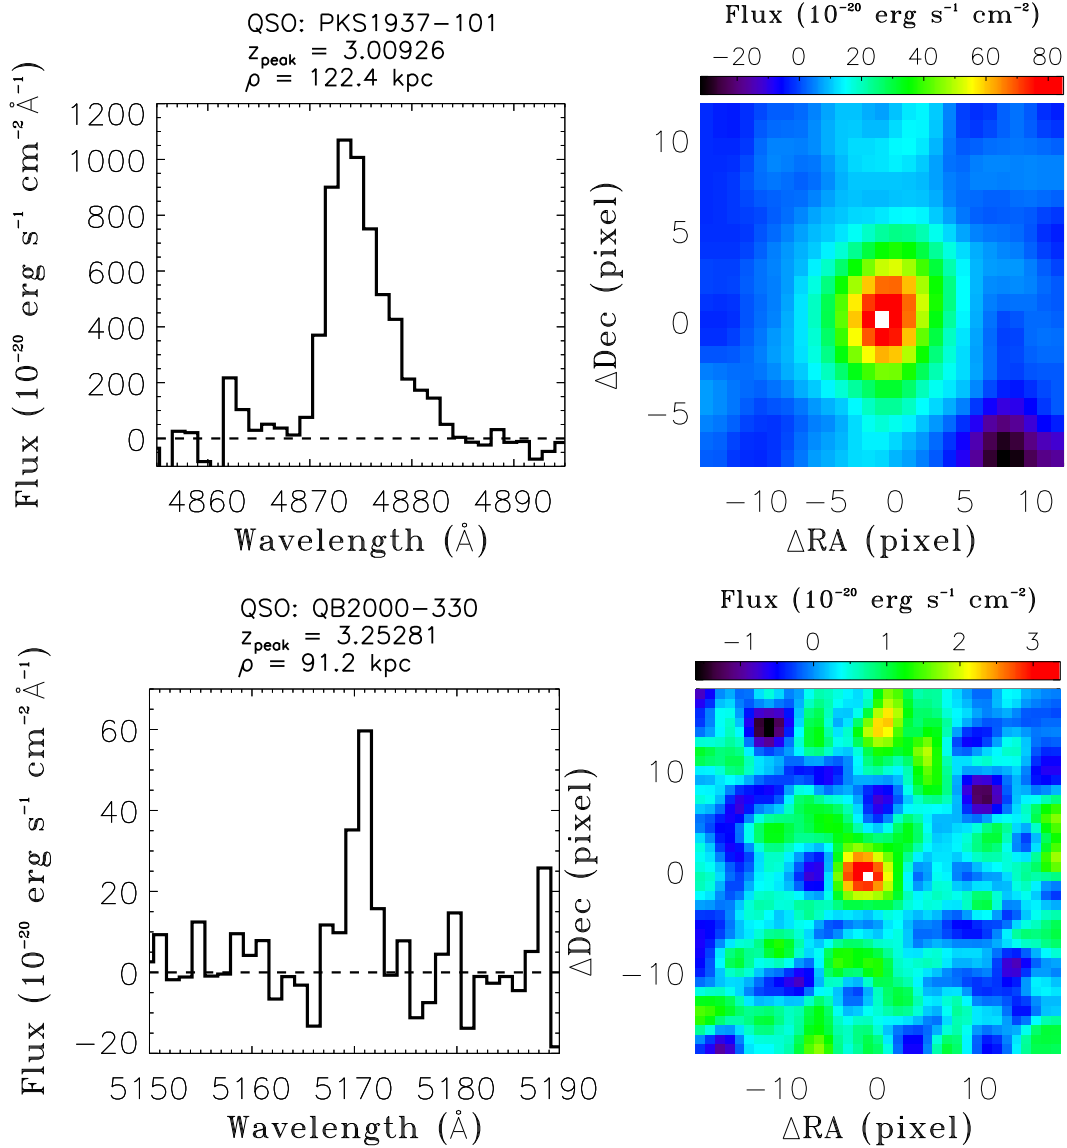 QSO: PKS1937−101
z_peak = 3.00926
ρ = 122.4 kpc
Flux (10⁻²⁰ erg s⁻¹ cm⁻² Å⁻¹)
1200
1000
800
600
400
200
0
4860 4870 4880 4890
Wavelength (Å)
Flux (10⁻²⁰ erg s⁻¹ cm⁻²)
−20 0 20 40 60 80
ΔDec (pixel)
10
5
0
−5
−10 −5 0 5 10
ΔRA (pixel)
QSO: QB2000−330
z_peak = 3.25281
ρ = 91.2 kpc
Flux (10⁻²⁰ erg s⁻¹ cm⁻² Å⁻¹)
60
40
20
0
−20
5150 5160 5170 5180 5190
Wavelength (Å)
Flux (10⁻²⁰ erg s⁻¹ cm⁻²)
−1 0 1 2 3
ΔDec (pixel)
10
0
−10
−10 0 10
ΔRA (pixel)